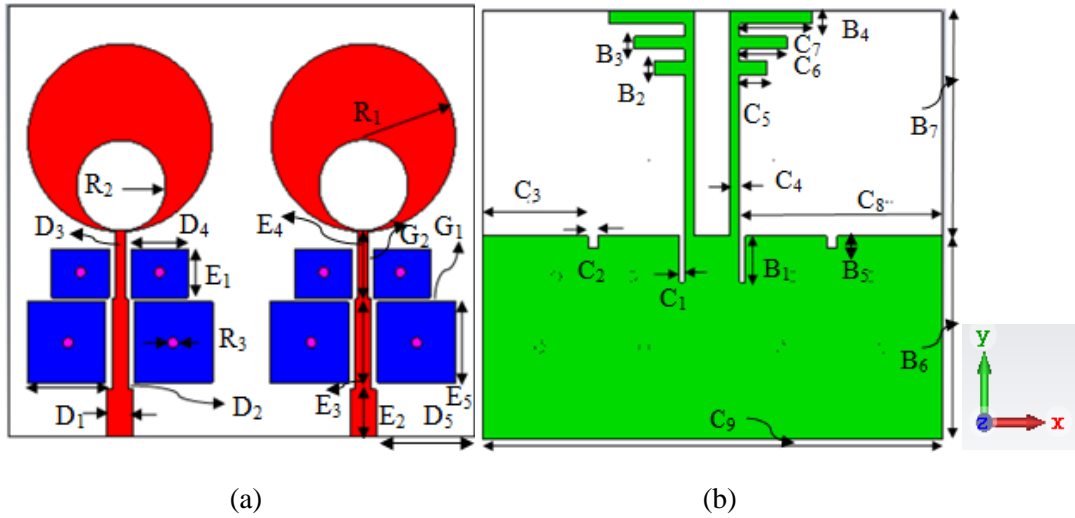 R₁
R₂
D₃
E₄
D₄
G₂
G₁
E₁
R₃
D₁
D₂
E₃
E₂
D₅
E₅
B₄
B₃
C₇
C₆
B₂
C₅
B₇
C₃
C₄
C₈
C₂
B₁
B₅
C₁
B₆
C₉
y
z
x
(a)
(b)